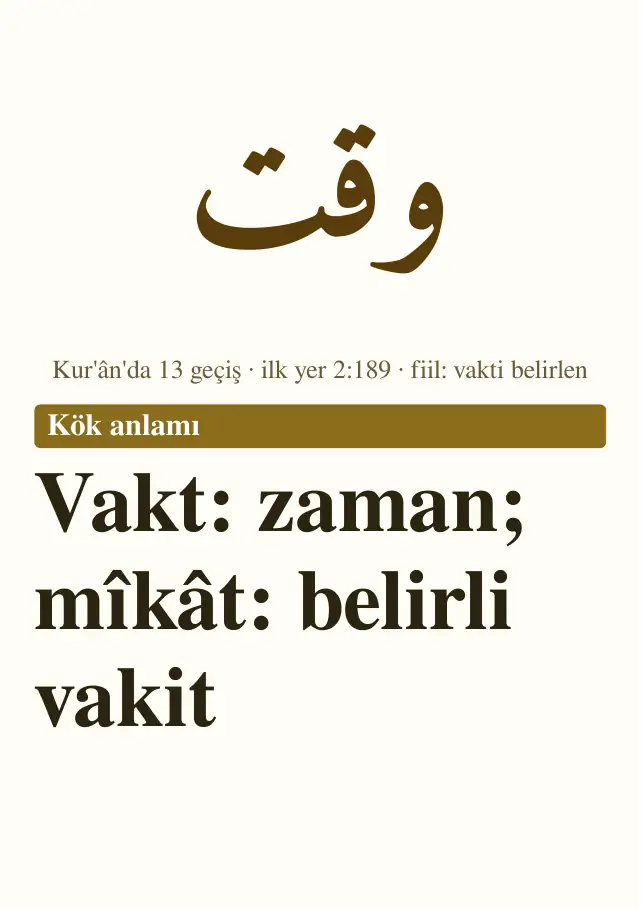 وقت
Kur'ân'da 13 geçiş · ilk yer 2:189 · fiil: vakti belirlen
Kök anlamı
Vakt: zaman;
mîkât: belirli
vakit